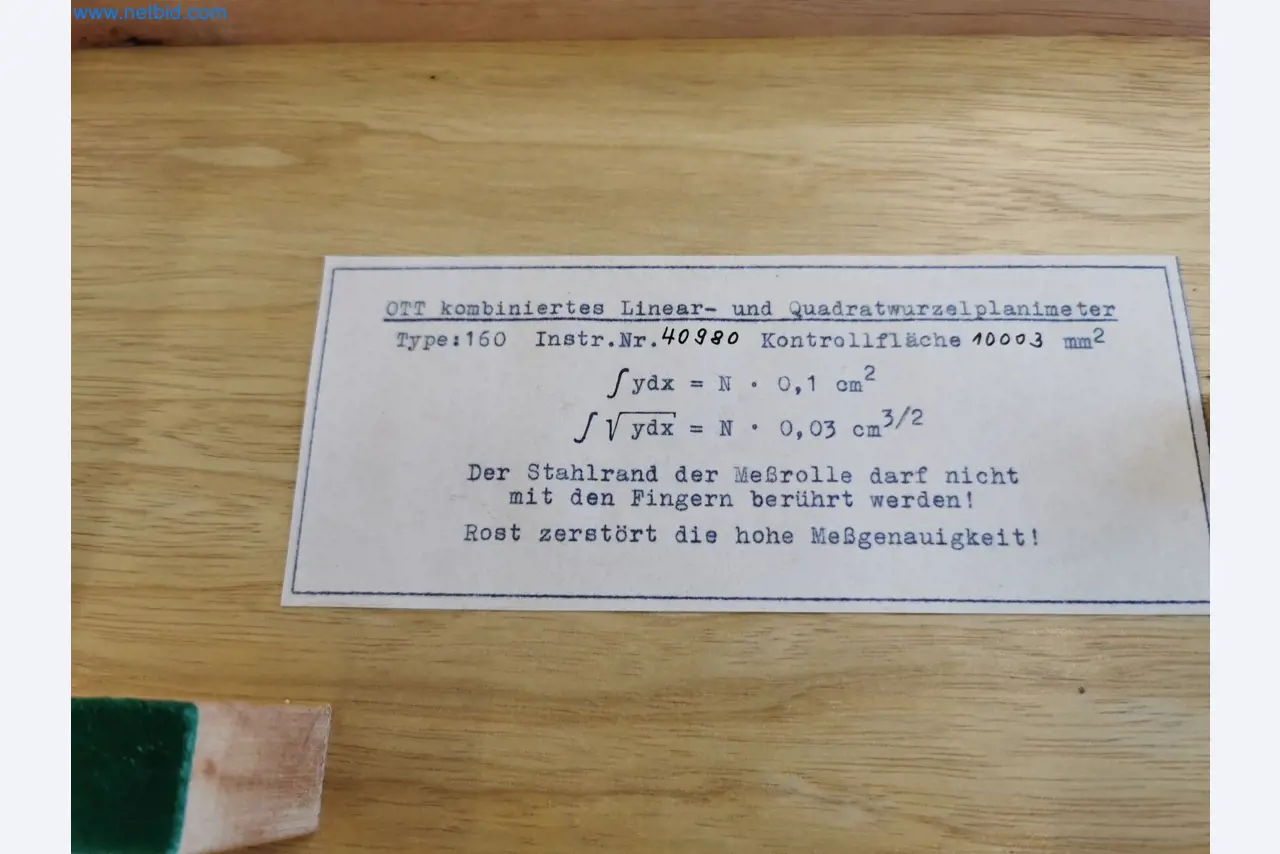 www.netbid.com
OTT kombiniertes Linear- und Quadratwurzelplanimeter
Type:160 Instr.Nr.40980 Kontrollfläche 10003 mm²
∫ydx = N · 0,1 cm²
∫√ydx = N · 0,03 cm³/²
Der Stahlrand der Meßrolle darf nicht
mit den Fingern berührt werden!
Rost zerstört die hohe Meßgenauigkeit!